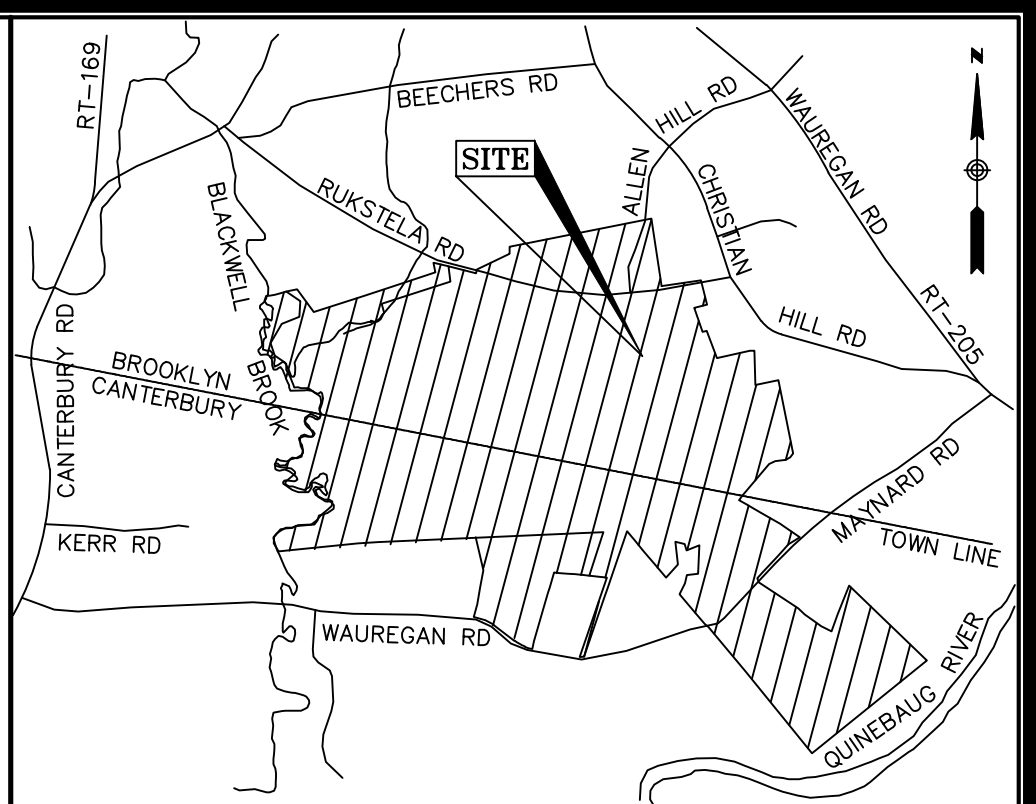 N
RT-169
BEECHERS RD
HILL RD
WAUREGAN RD
SITE
ALLEN
CHRISTIAN
RUKSTELA RD
BLACKWELL
BROOK
HILL RD
RT-205
CANTERBURY RD
BROOKLYN
CANTERBURY
MAYNARD RD
TOWN LINE
KERR RD
WAUREGAN RD
QUINEBAUG RIVER